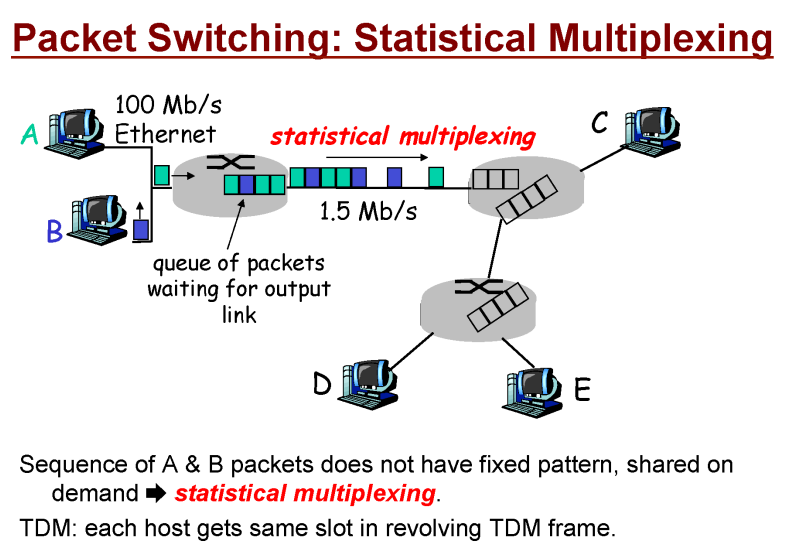 Packet Switching: Statistical Multiplexing
A
100 Mb/s
Ethernet
statistical multiplexing
C
B
1.5 Mb/s
queue of packets
waiting for output
link
D
E
Sequence of A & B packets does not have fixed pattern, shared on
demand ➡ statistical multiplexing.
TDM: each host gets same slot in revolving TDM frame.